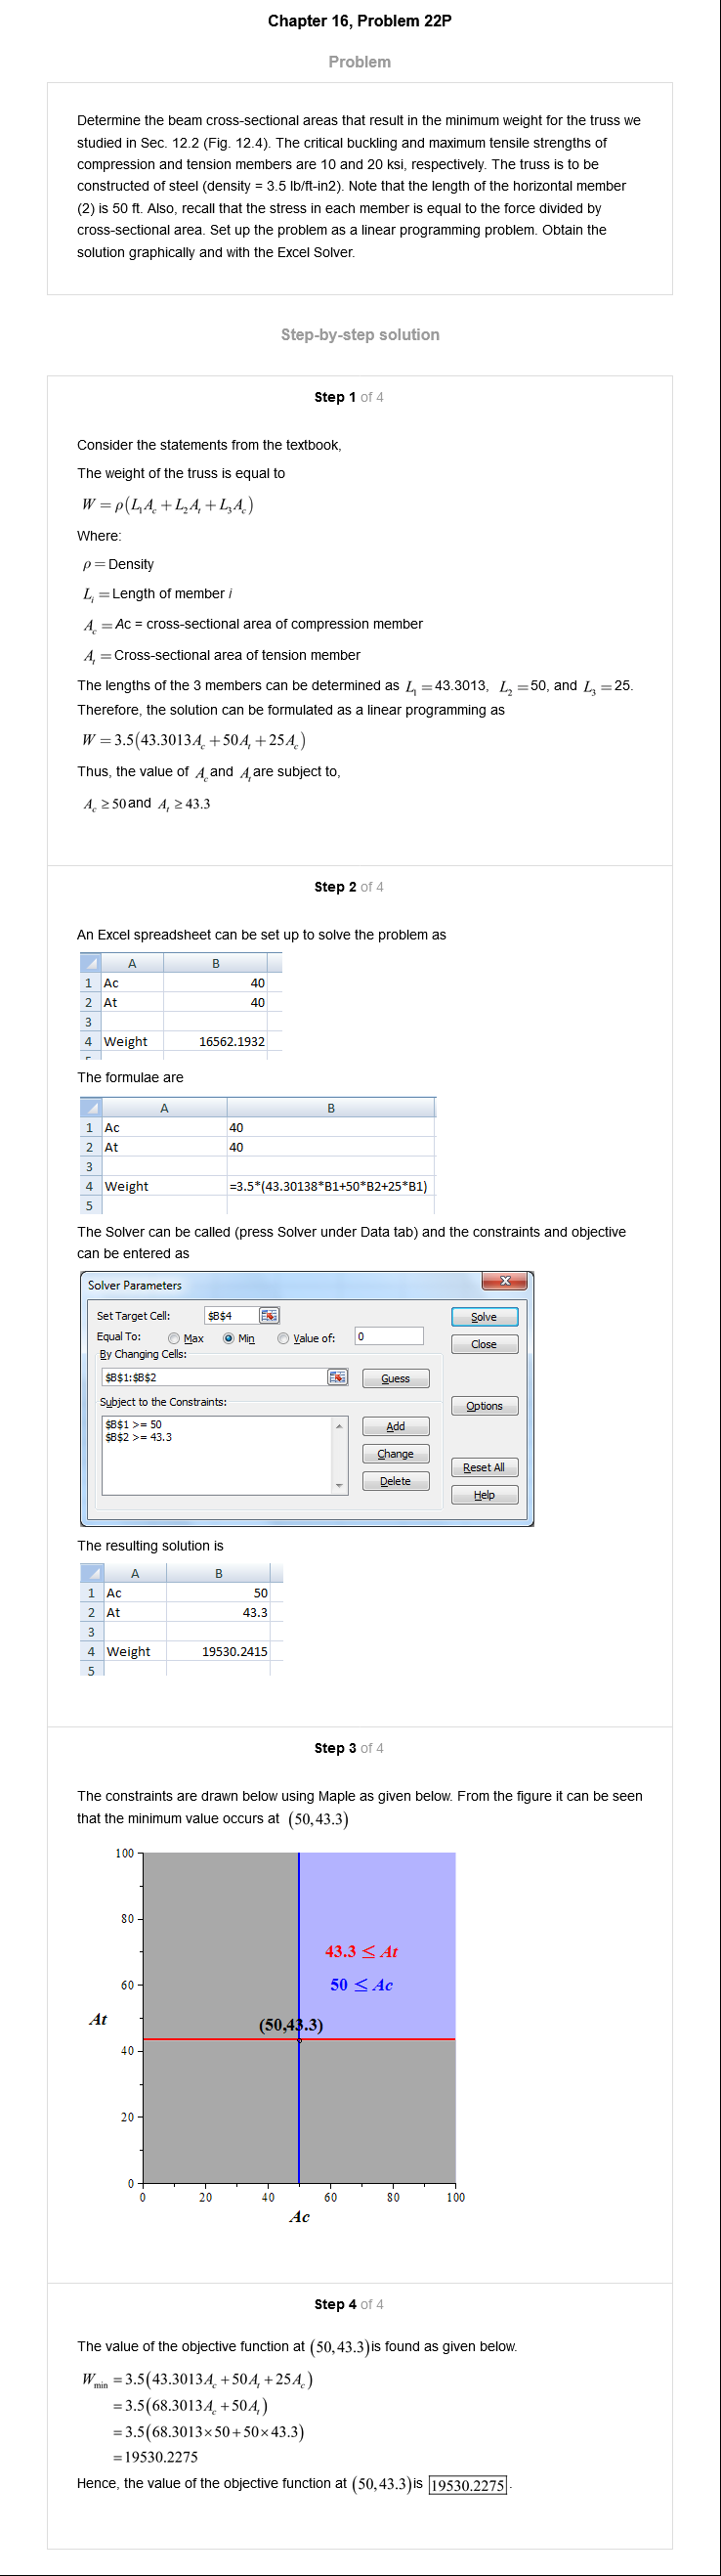 Chapter 16, Problem 22P
Problem
Determine the beam cross-sectional areas that result in the minimum weight for the truss we
studied in Sec. 12.2 (Fig. 12.4). The critical buckling and maximum tensile strengths of
compression and tension members are 10 and 20 ksi, respectively. The truss is to be
constructed of steel (density = 3.5 lb/ft-in2). Note that the length of the horizontal member
(2) is 50 ft. Also, recall that the stress in each member is equal to the force divided by
cross-sectional area. Set up the problem as a linear programming problem. Obtain the
solution graphically and with the Excel Solver.
Step-by-step solution
Step 1 of 4
Consider the statements from the textbook,
The weight of the truss is equal to
W = ρ(L₁A_c + L₂A_t + L₃A_c)
Where:
ρ = Density
L_i = Length of member i
A_c = Ac = cross-sectional area of compression member
A_t = Cross-sectional area of tension member
The lengths of the 3 members can be determined as L₁ = 43.3013, L₂ = 50, and L₃ = 25.
Therefore, the solution can be formulated as a linear programming as
W = 3.5(43.3013A_c + 50A_t + 25A_c)
Thus, the value of A_c and A_t are subject to,
A_c ≥ 50 and A_t ≥ 43.3
Step 2 of 4
An Excel spreadsheet can be set up to solve the problem as
A B
1 Ac 40
2 At 40
3
4 Weight 16562.1932
The formulae are
A B
1 Ac 40
2 At 40
3
4 Weight =3.5*(43.30138*B1+50*B2+25*B1)
5
The Solver can be called (press Solver under Data tab) and the constraints and objective
can be entered as
Solver Parameters x
Set Target Cell: $B$4 Solve
Equal To: Max Min Value of: 0 Close
By Changing Cells:
$B$1:$B$2 Guess
Subject to the Constraints: Options
$B$1 >= 50 Add
$B$2 >= 43.3
Change
Reset All
Delete
Help
The resulting solution is
A B
1 Ac 50
2 At 43.3
3
4 Weight 19530.2415
5
Step 3 of 4
The constraints are drawn below using Maple as given below. From the figure it can be seen
that the minimum value occurs at (50,43.3)
100
80
43.3 ≤ At
60
50 ≤ Ac
At
(50,43.3)
40
20
0
0 20 40 60 80 100
Ac
Step 4 of 4
The value of the objective function at (50,43.3) is found as given below.
W_min = 3.5(43.3013A_c + 50A_t + 25A_c)
= 3.5(68.3013A_c + 50A_t)
= 3.5(68.3013×50+50×43.3)
= 19530.2275
Hence, the value of the objective function at (50,43.3) is 19530.2275.